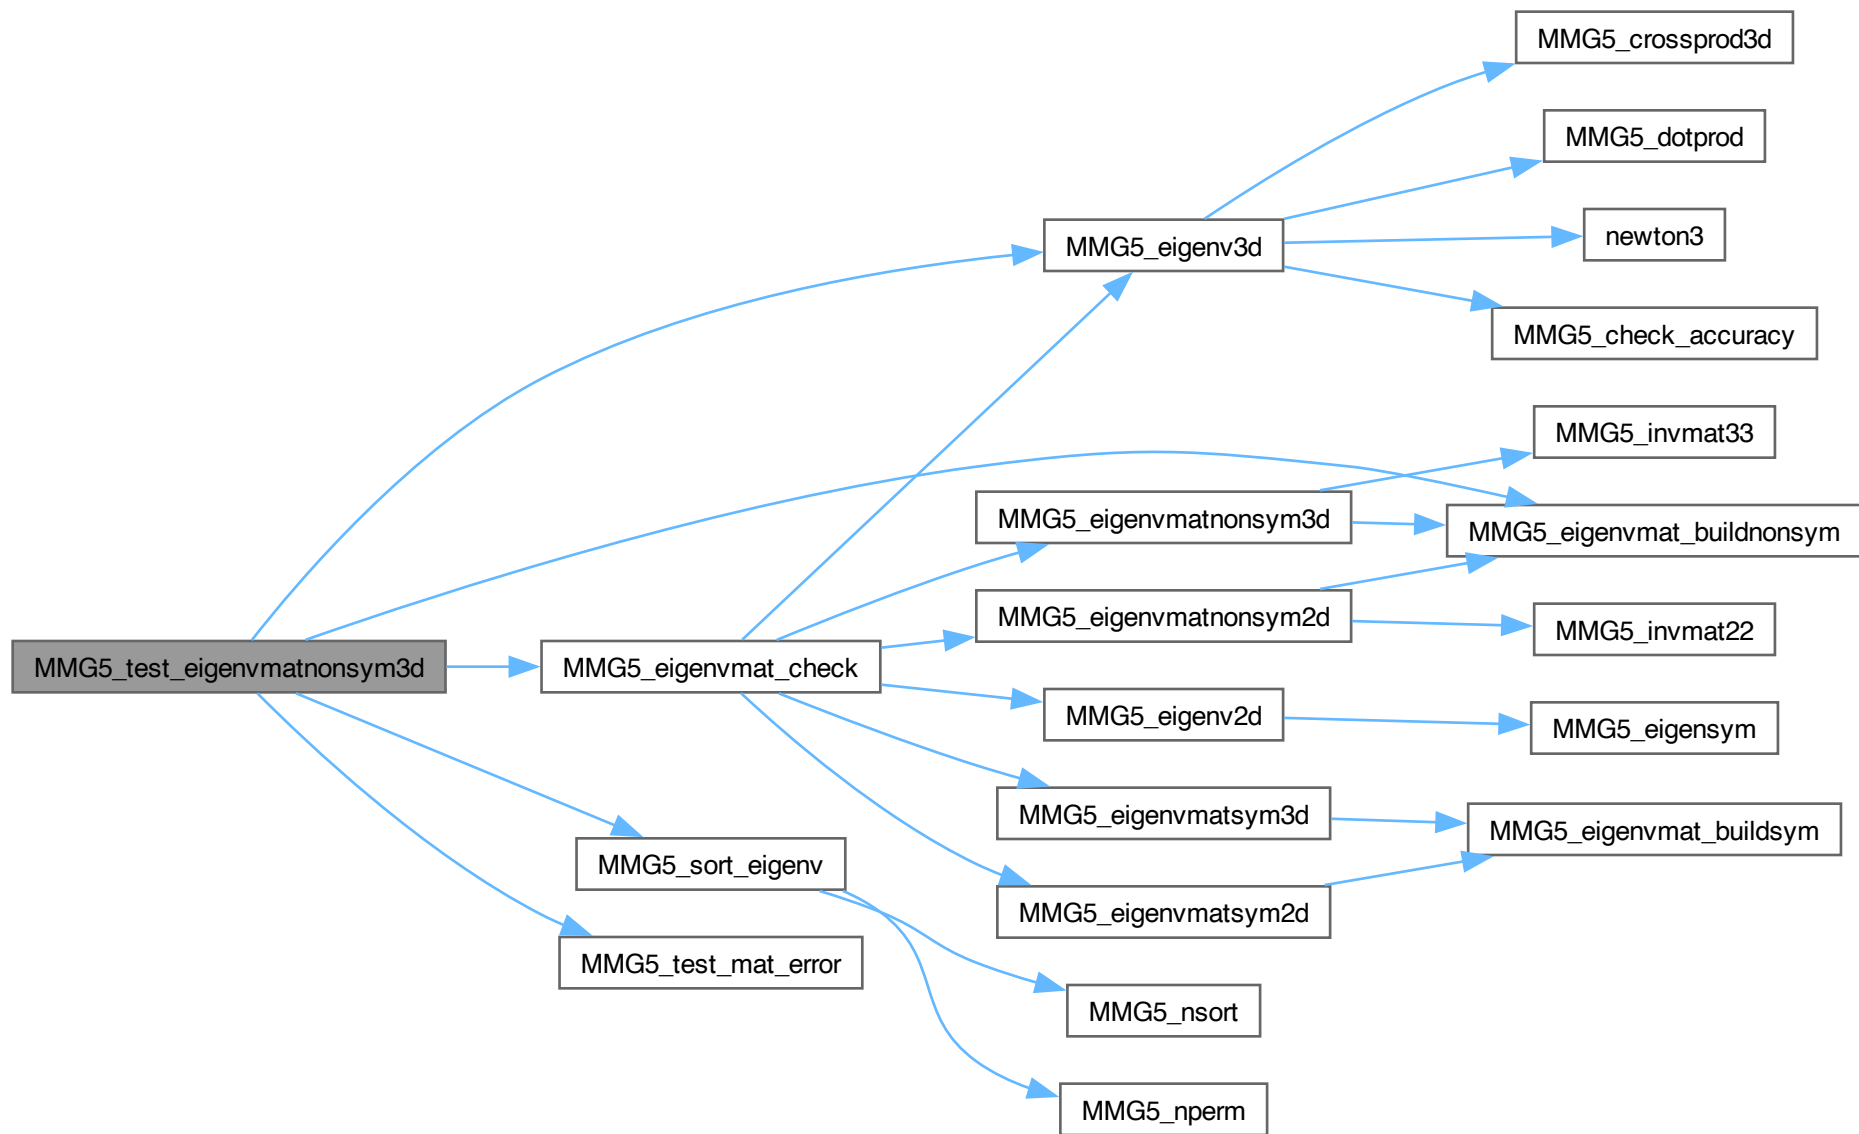 MMG5_crossprod3d
MMG5_dotprod
newton3
MMG5_eigenv3d
MMG5_check_accuracy
MMG5_invmat33
MMG5_eigenvmatnonsym3d
MMG5_eigenvmat_buildnonsym
MMG5_eigenvmatnonsym2d
MMG5_invmat22
MMG5_test_eigenvmatnonsym3d
MMG5_eigenvmat_check
MMG5_eigenv2d
MMG5_eigensym
MMG5_eigenvmatsym3d
MMG5_eigenvmat_buildsym
MMG5_sort_eigenv
MMG5_eigenvmatsym2d
MMG5_test_mat_error
MMG5_nsort
MMG5_nperm